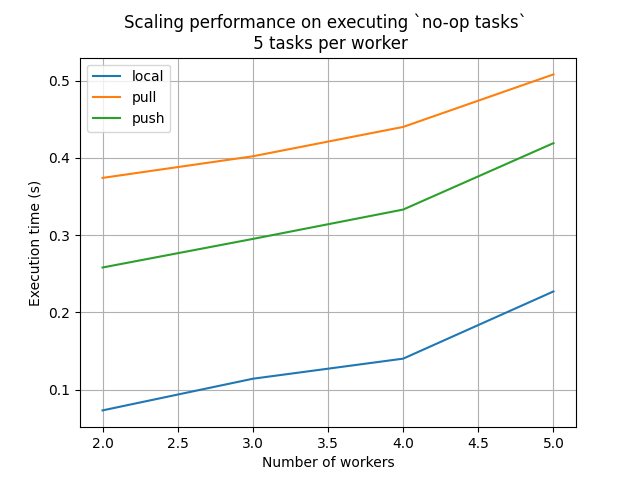 Scaling performance on executing `no-op tasks`
5 tasks per worker
local
pull
push
0.5
0.4
0.3
0.2
0.1
Execution time (s)
2.0 2.5 3.0 3.5 4.0 4.5 5.0
Number of workers